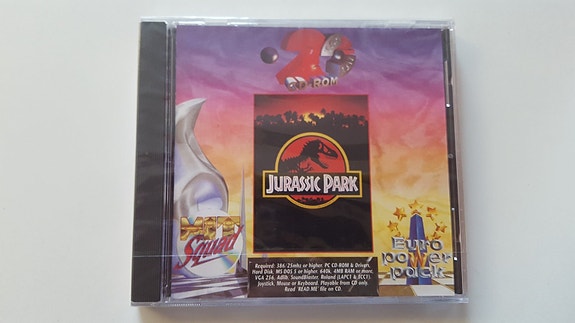 CD-ROM
JURASSIC PARK
Squad
Euro
power
pack
Required: 386/25mhz or higher. PC CD-ROM & Drivers,
Hard Disk, MS DOS 5 or higher. 640k, 4MB RAM or more,
VGA 256, Adlib, SoundBlaster, Roland (LAPC1 & SCC1).
Joystick, Mouse or Keyboard. Playable from CD only.
Read 'READ.ME' file on CD.